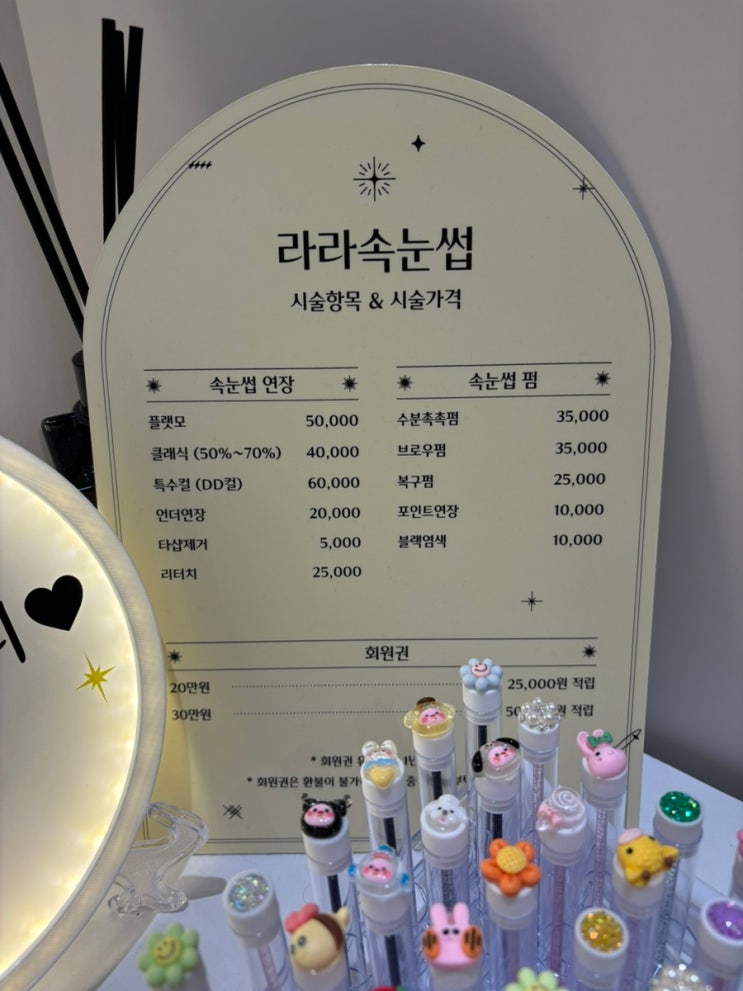 라라속눈썹
시술항목 & 시술가격
속눈썹 연장
플랫모 50,000
클래식 (50%~70%) 40,000
특수컬 (DD컬) 60,000
언더연장 20,000
타샵제거 5,000
리터치 25,000
속눈썹 펌
수분촉촉펌 35,000
브로우펌 35,000
복구펌 25,000
포인트연장 10,000
블랙염색 10,000
회원권
20만원 25,000원 적립
30만원 적립
* 회원권
* 회원권은 환불이